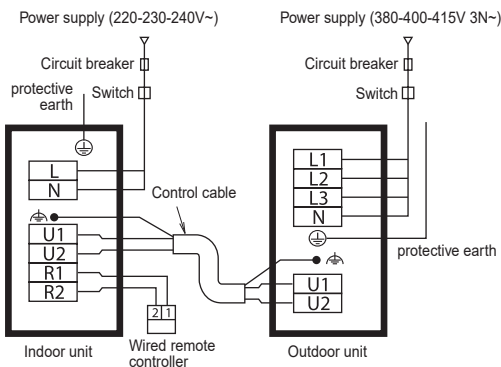 Power supply (220-230-240V~)
Power supply (380-400-415V 3N~)
Circuit breaker
Circuit breaker
protective
earth
Switch
Switch
L
N
L1
L2
L3
N
Control cable
protective earth
U1
U2
R1
R2
U1
U2
2 1
Indoor unit
Wired remote
controller
Outdoor unit